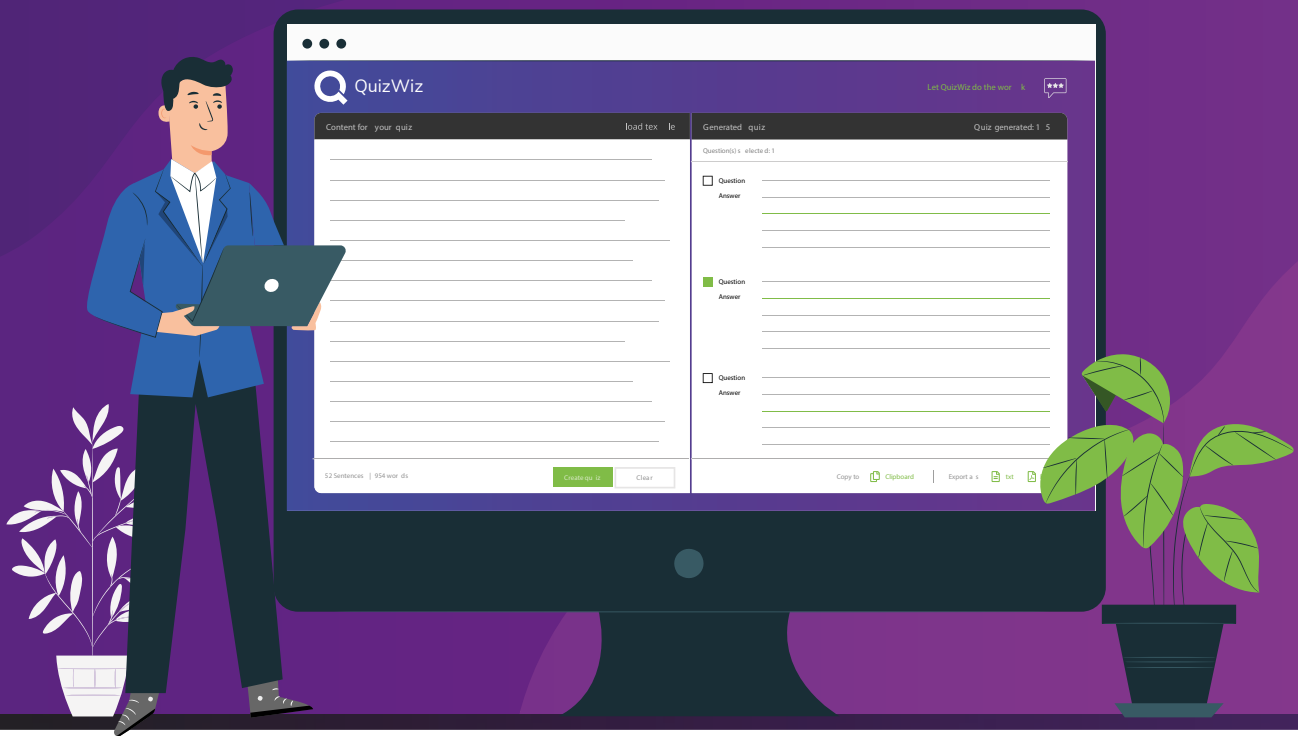 QuizWiz
Let QuizWiz do the wor k
Content for your quiz
load tex le
Generated quiz
Quiz generated: 1 5
Question(s) s elected: 1
Question
Answer
Question
Answer
Question
Answer
52 Sentences | 954 wor ds
Create qu iz
Clear
Copy to
Clipboard
Export a s
txt